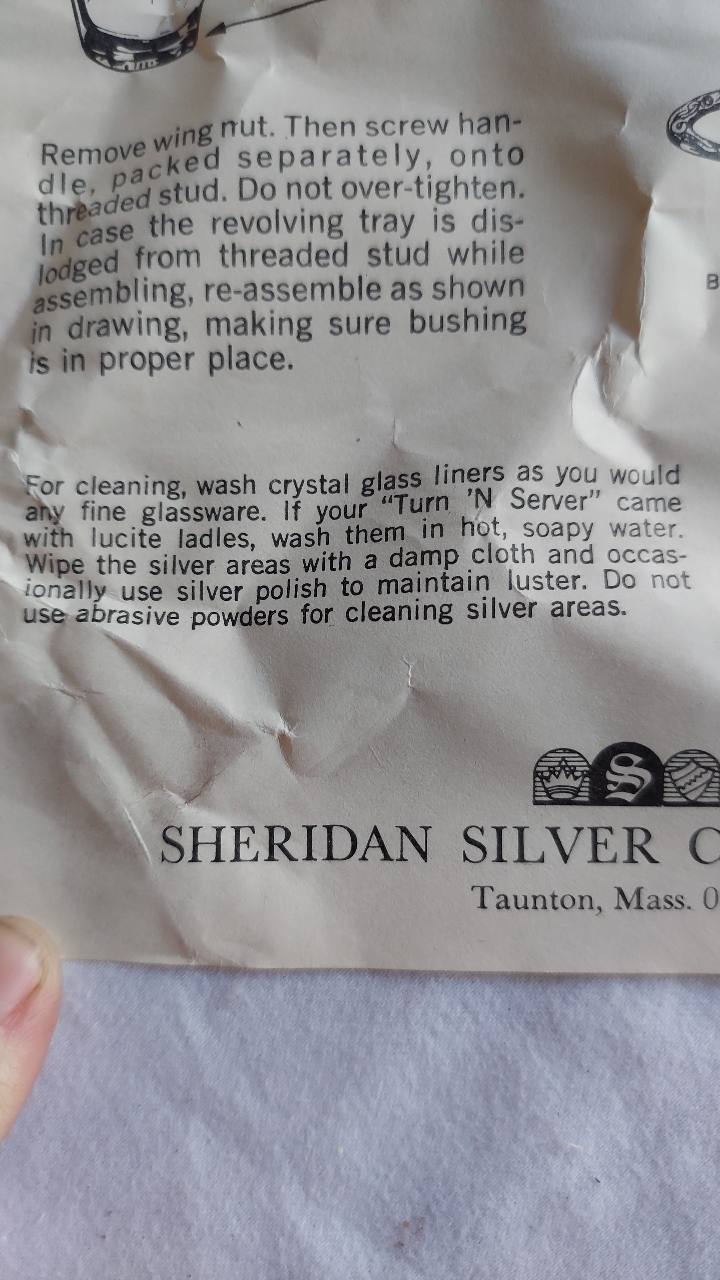 Remove wing nut. Then screw han-
dle, packed separately, onto
threaded stud. Do not over-tighten.
In case the revolving tray is dis-
lodged from threaded stud while
assembling, re-assemble as shown
in drawing, making sure bushing
is in proper place.
B
For cleaning, wash crystal glass liners as you would
any fine glassware. If your “Turn ’N Server” came
with lucite ladles, wash them in hot, soapy water.
Wipe the silver areas with a damp cloth and occas-
ionally use silver polish to maintain luster. Do not
use abrasive powders for cleaning silver areas.
S
SHERIDAN SILVER C
Taunton, Mass. 0